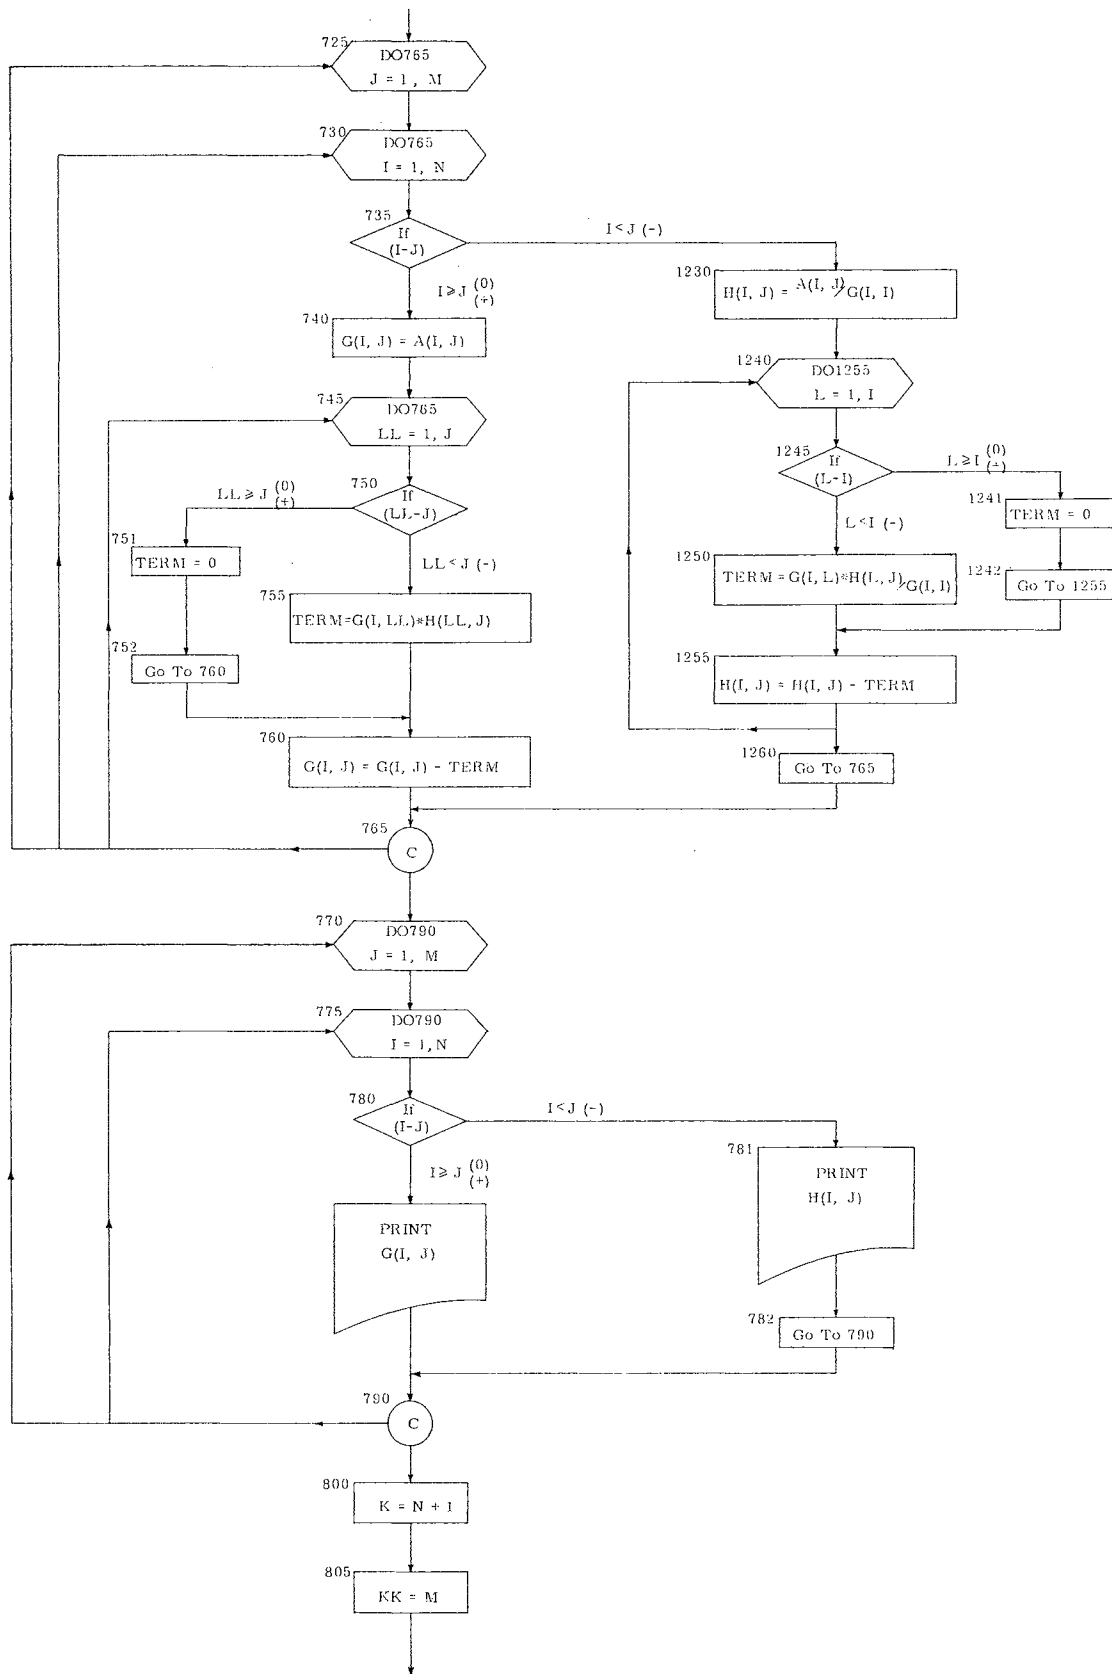 725
DO765
J = 1, M
730
DO765
I = 1, N
735
If
(I-J)
I<J (-)
I≥J (0)
(+)
1230
H(I, J) = A(I, J)/G(I, I)
740
G(I, J) = A(I, J)
1240
DO1255
L = 1, I
745
DO765
LL = 1, J
1245
If
(L-I)
L≥I (0)
(+)
750
If
(LL-J)
LL≥J (0)
(+)
1241
TERM = 0
L<I (-)
751
TERM = 0
LL<J (-)
1250
TERM=G(I, L)*H(L, J)/G(I, I)
1242
Go To 1255
755
TERM=G(I, LL)*H(LL, J)
752
Go To 760
1255
H(I, J) = H(I, J) - TERM
760
G(I, J) = G(I, J) - TERM
1260
Go To 765
765
C
770
DO790
J = 1, M
775
DO790
I = 1, N
780
If
(I-J)
I<J (-)
I≥J (0)
(+)
781
PRINT
H(I, J)
PRINT
G(I, J)
782
Go To 790
790
C
800
K = N + 1
805
KK = M